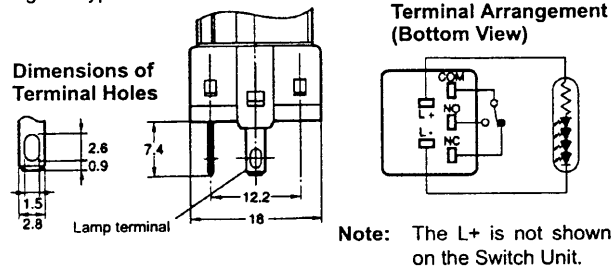 Terminal Arrangement
(Bottom View)
Dimensions of
Terminal Holes
COM
L +
NO
L -
NC
2.6
0.9
7.4
1.5
2.8
12.2
18
Lamp terminal
Note: The L+ is not shown
on the Switch Unit.